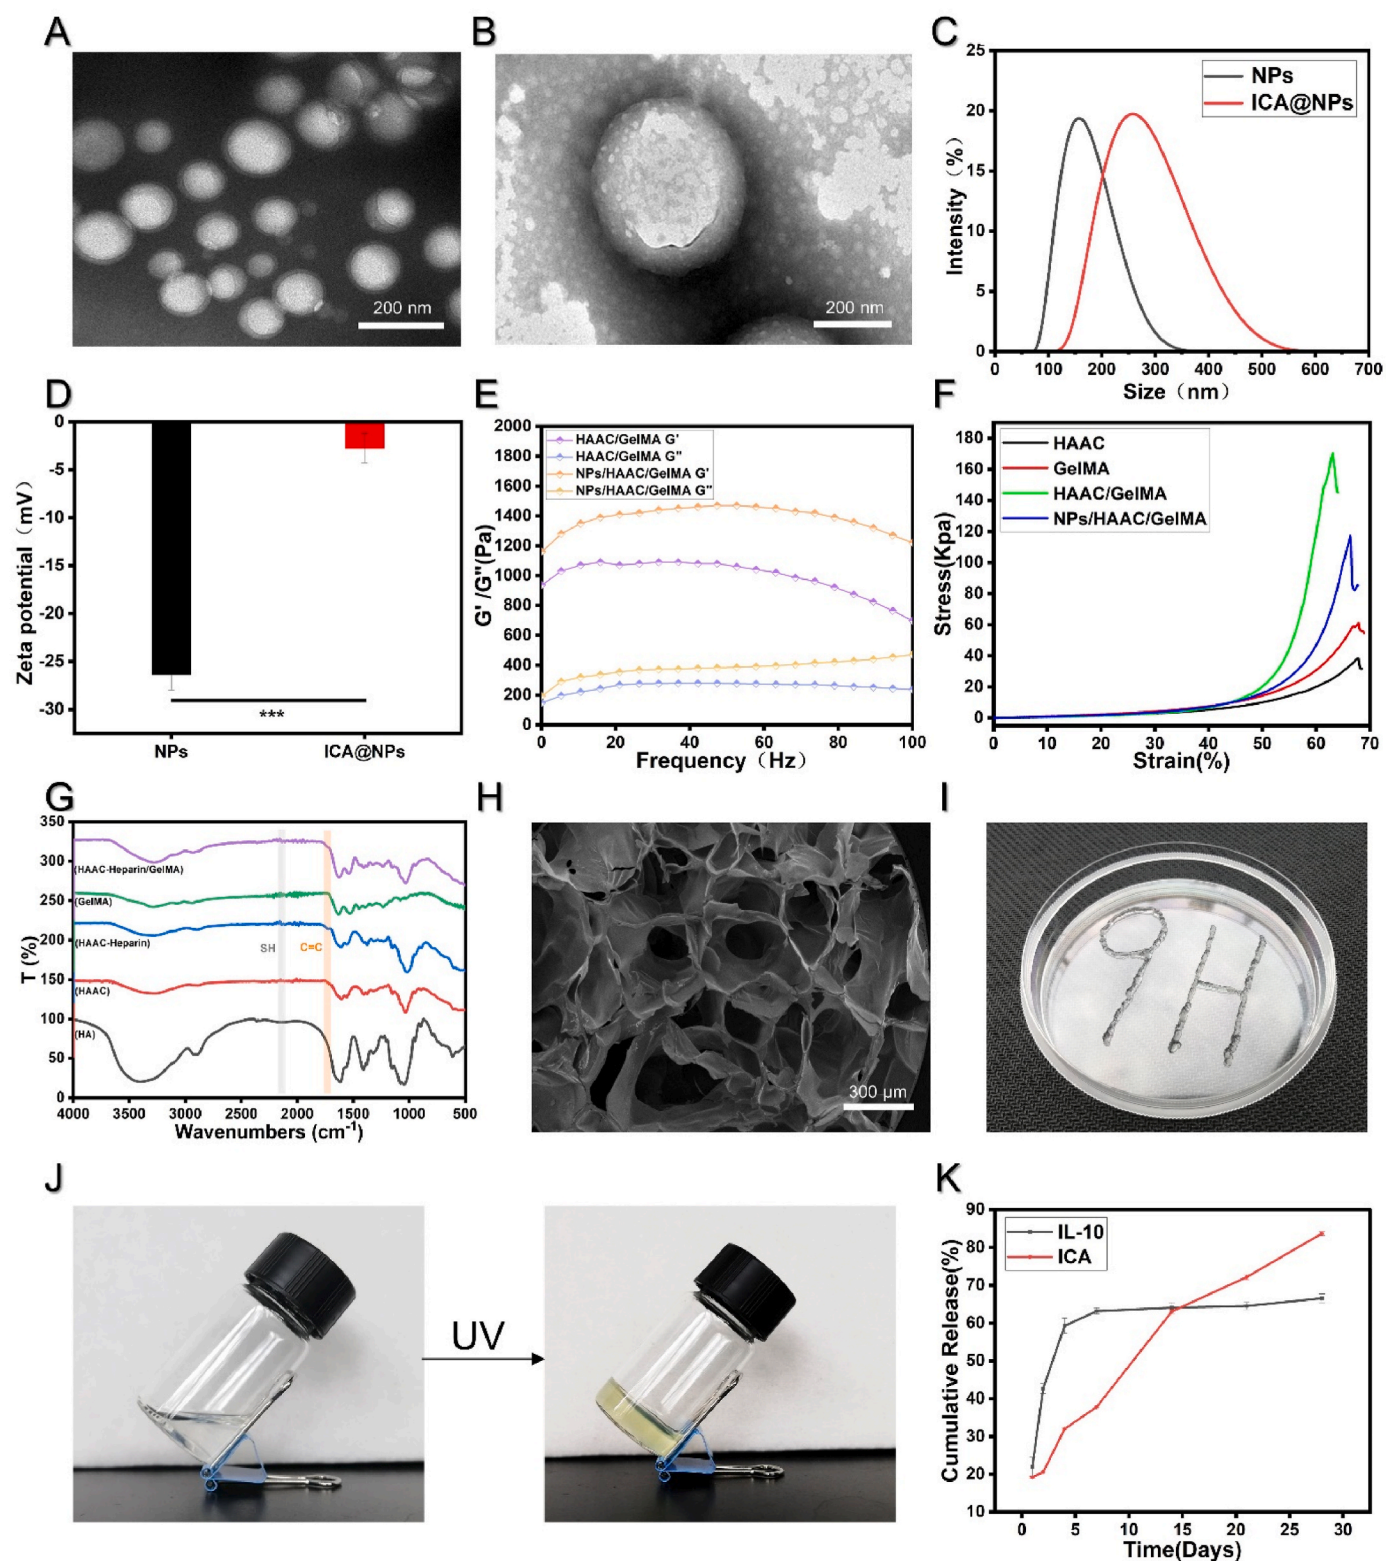 A
200 nm
B
200 nm
C
25
20
15
10
5
0
Intensity（%）
NPs
ICA@NPs
0 100 200 300 400 500 600 700
Size（nm）
D
0
-5
-10
-15
-20
-25
-30
Zeta potential（mV）
***
NPs ICA@NPs
E
2000
1800
1600
1400
1200
1000
800
600
400
200
0
G' /G''(Pa)
HAAC/GelMA G'
HAAC/GelMA G''
NPs/HAAC/GelMA G'
NPs/HAAC/GelMA G''
0 20 40 60 80 100
Frequency（Hz）
F
180
160
140
120
100
80
60
40
20
0
Stress(Kpa)
HAAC
GelMA
HAAC/GelMA
NPs/HAAC/GelMA
0 10 20 30 40 50 60 70
Strain(%)
G
350
300
250
200
150
100
50
0
T (%)
(HAAC-Heparin/GelMA)
(GelMA)
(HAAC-Heparin)
SH C=C
(HAAC)
(HA)
4000 3500 3000 2500 2000 1500 1000 500
Wavenumbers (cm-1)
H
300 μm
I
9H
J
UV
K
90
80
70
60
50
40
30
20
10
Cumulative Release(%)
IL-10
ICA
0 5 10 15 20 25 30
Time(Days)